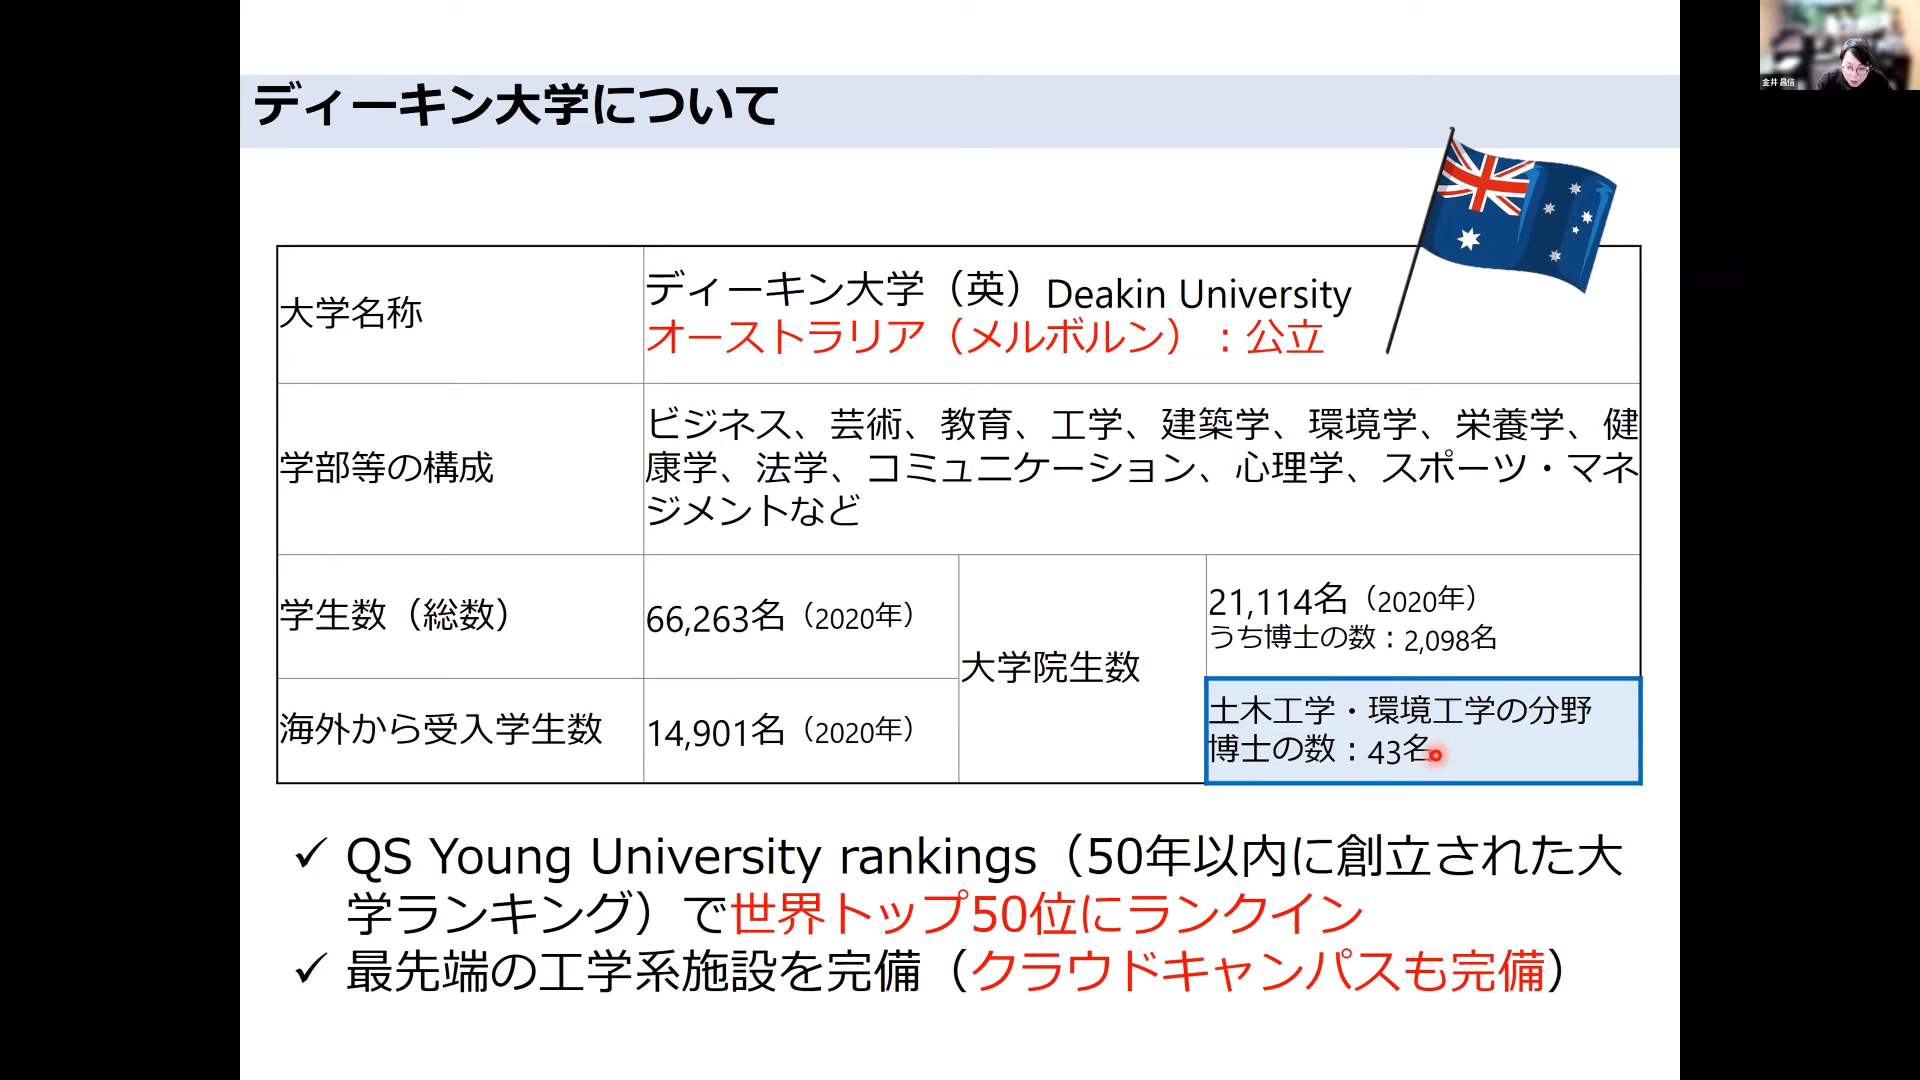 ディーキン大学について
金井 昌信
大学名称
ディーキン大学（英）Deakin University
オーストラリア（メルボルン）：公立
学部等の構成
ビジネス、芸術、教育、工学、建築学、環境学、栄養学、健
康学、法学、コミュニケーション、心理学、スポーツ・マネ
ジメントなど
学生数（総数）
66,263名（2020年）
大学院生数
21,114名（2020年）
うち博士の数：2,098名
海外から受入学生数
14,901名（2020年）
土木工学・環境工学の分野
博士の数：43名
✓ QS Young University rankings（50年以内に創立された大
学ランキング）で世界トップ50位にランクイン
✓ 最先端の工学系施設を完備（クラウドキャンパスも完備）